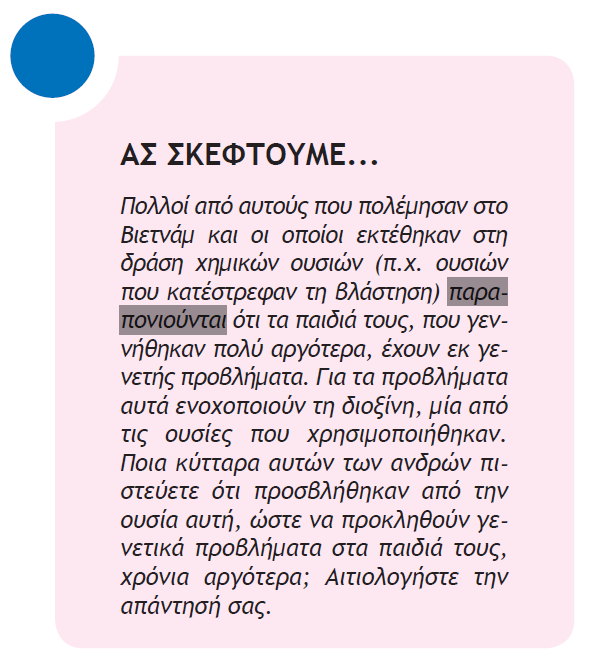 ΑΣ ΣΚΕΦΤΟΥΜΕ...
Πολλοί από αυτούς που πολέμησαν στο
Βιετνάμ και οι οποίοι εκτέθηκαν στη
δράση χημικών ουσιών (π.χ. ουσιών
που κατέστρεφαν τη βλάστηση) παρα-
πονιούνται ότι τα παιδιά τους, που γεν-
νήθηκαν πολύ αργότερα, έχουν εκ γε-
νετής προβλήματα. Για τα προβλήματα
αυτά ενοχοποιούν τη διοξίνη, μία από
τις ουσίες που χρησιμοποιήθηκαν.
Ποια κύτταρα αυτών των ανδρών πι-
στεύετε ότι προσβλήθηκαν από την
ουσία αυτή, ώστε να προκληθούν γε-
νετικά προβλήματα στα παιδιά τους,
χρόνια αργότερα; Αιτιολογήστε την
απάντησή σας.